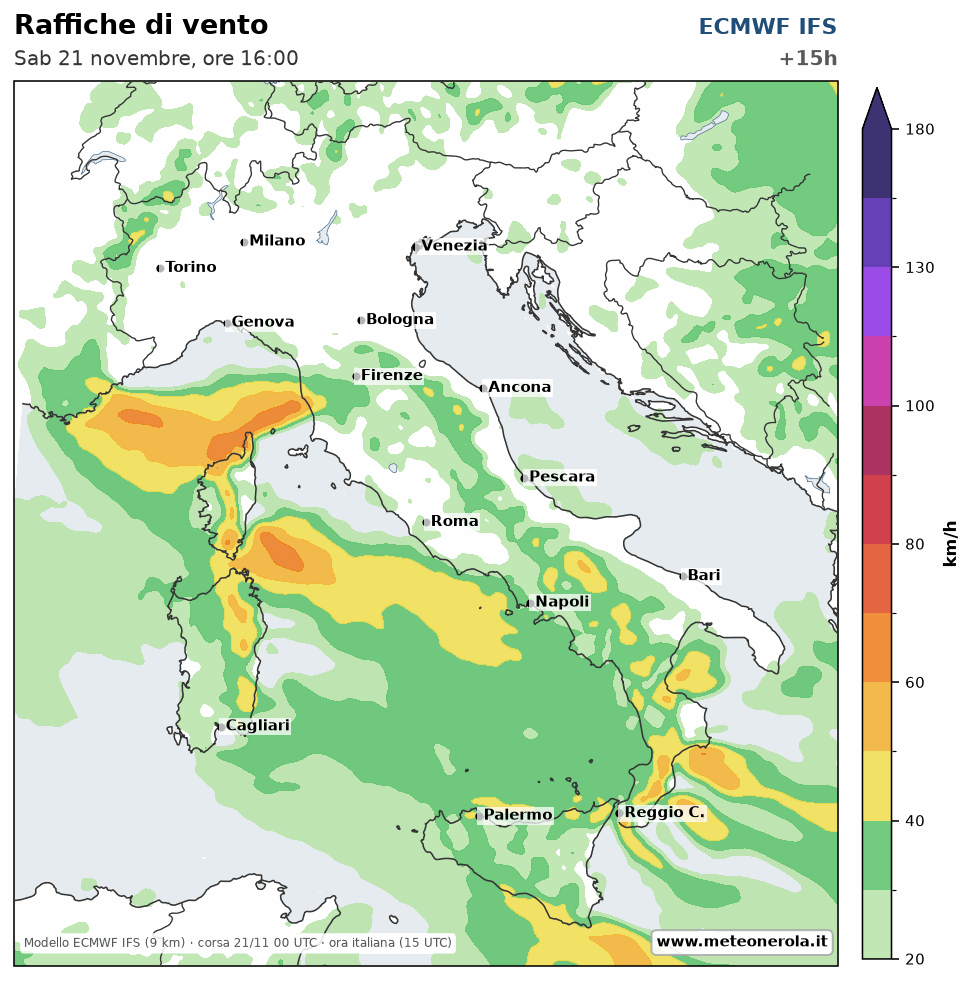 Raffiche di vento
ECMWF IFS
Sab 21 novembre, ore 16:00
+15h
Milano
Venezia
Torino
Genova
Bologna
Firenze
Ancona
Pescara
Roma
Bari
Napoli
Cagliari
Palermo
Reggio C.
180
130
100
80
60
40
20
km/h
Modello ECMWF IFS (9 km) · corsa 21/11 00 UTC · ora italiana (15 UTC)
www.meteonerola.it